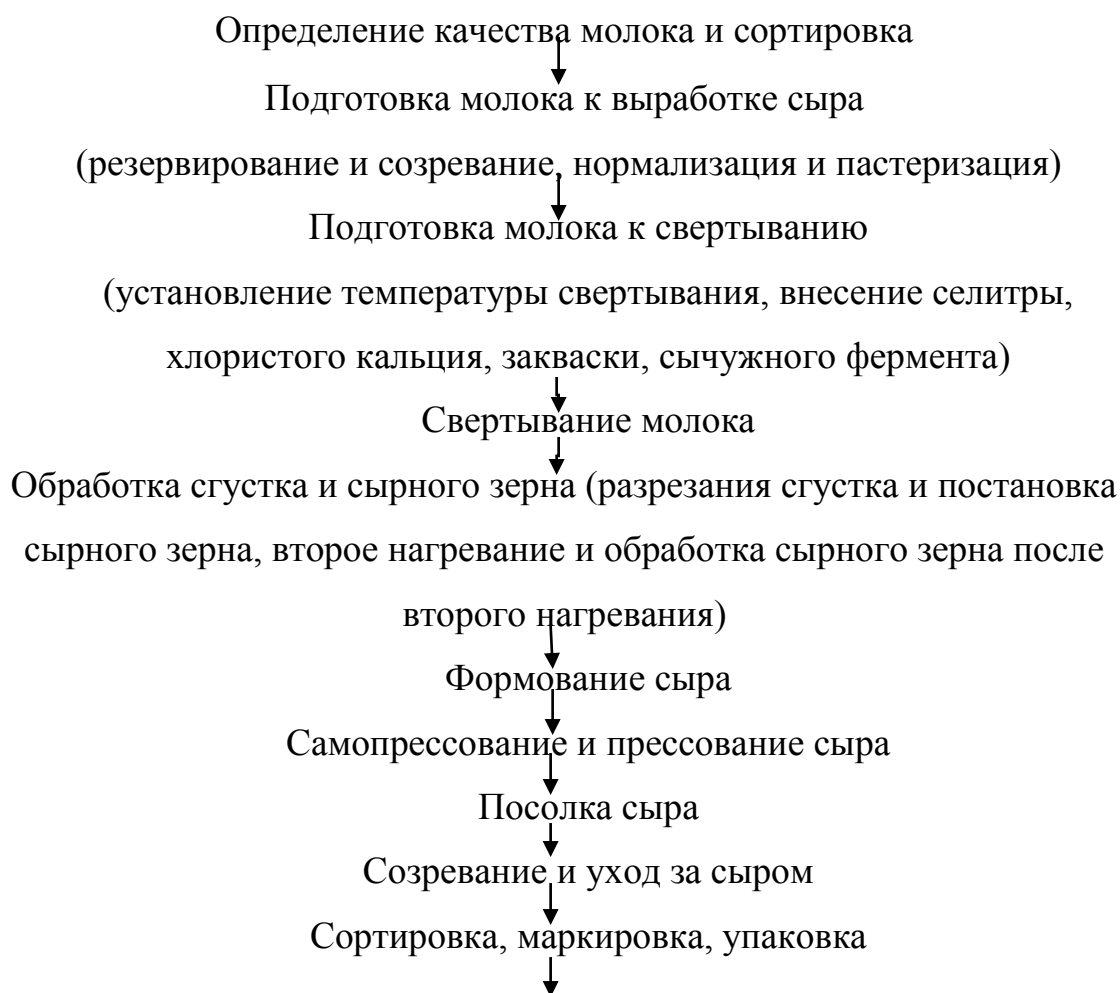 Определение качества молока и сортировка
Подготовка молока к выработке сыра
(резервирование и созревание, нормализация и пастеризация)
Подготовка молока к свертыванию
(установление температуры свертывания, внесение селитры,
хлористого кальция, закваски, сычужного фермента)
Свертывание молока
Обработка сгустка и сырного зерна (разрезания сгустка и постановка
сырного зерна, второе нагревание и обработка сырного зерна после
второго нагревания)
Формование сыра
Самопрессование и прессование сыра
Посолка сыра
Созревание и уход за сыром
Сортировка, маркировка, упаковка